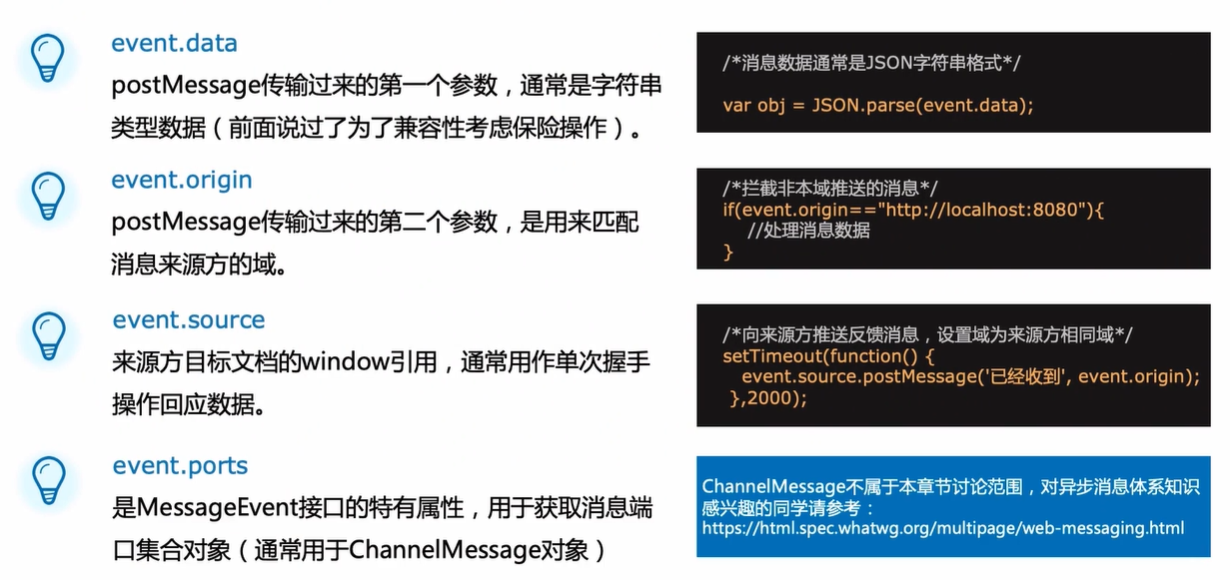 event.data
postMessage传输过来的第一个参数，通常是字符串
类型数据（前面说过了为了兼容性考虑保险操作）。
/*消息数据通常是JSON字符串格式*/
var obj = JSON.parse(event.data);
event.origin
postMessage传输过来的第二个参数，是用来匹配
消息来源方的域。
/*拦截非本域推送的消息*/
if(event.origin=="http://localhost:8080"){
//处理消息数据
}
event.source
来源方目标文档的window引用，通常用作单次握手
操作回应数据。
/*向来源方推送反馈消息，设置域为来源方相同域*/
setTimeout(function() {
event.source.postMessage('已经收到', event.origin);
},2000);
event.ports
是MessageEvent接口的特有属性，用于获取消息端
口集合对象（通常用于ChannelMessage对象）
ChannelMessage不属于本章节讨论范围，对异步消息体系知识
感兴趣的同学请参考：
https://html.spec.whatwg.org/multipage/web-messaging.html